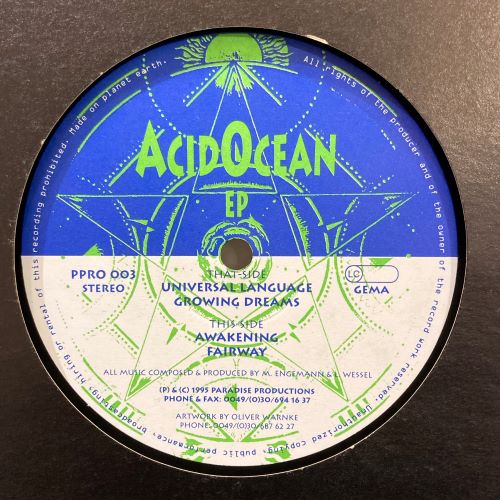 ACIDOCEAN
EP
PPRO 003
STEREO
THAT-SIDE
UNIVERSAL LANGUAGE
GROWING DREAMS
THIS-SIDE
AWAKENING
FAIRWAY
LC
GEMA
ALL MUSIC COMPOSED & PRODUCED BY M. ENGEMANN & R. WESSEL
(P) & (C) 1995 PARADISE PRODUCTIONS
PHONE & FAX: 0049/(0)30/694 16 37
ARTWORK BY OLIVER WARNKE
PHONE: 0049/(0)30/687 62 27
All rights of the producer and of the owner of the record work reserved. Unauthorized copying, public performance, broadcasting, hiring or rental of this recording prohibited. Made on planet earth.